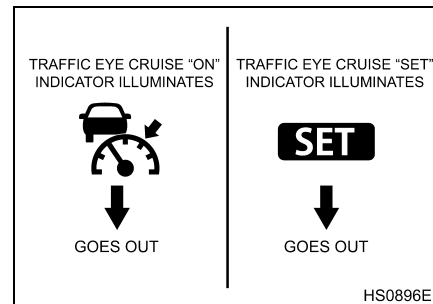 TRAFFIC EYE CRUISE “ON”
INDICATOR ILLUMINATES
GOES OUT
TRAFFIC EYE CRUISE “SET”
INDICATOR ILLUMINATES
SET
GOES OUT
HS0896E